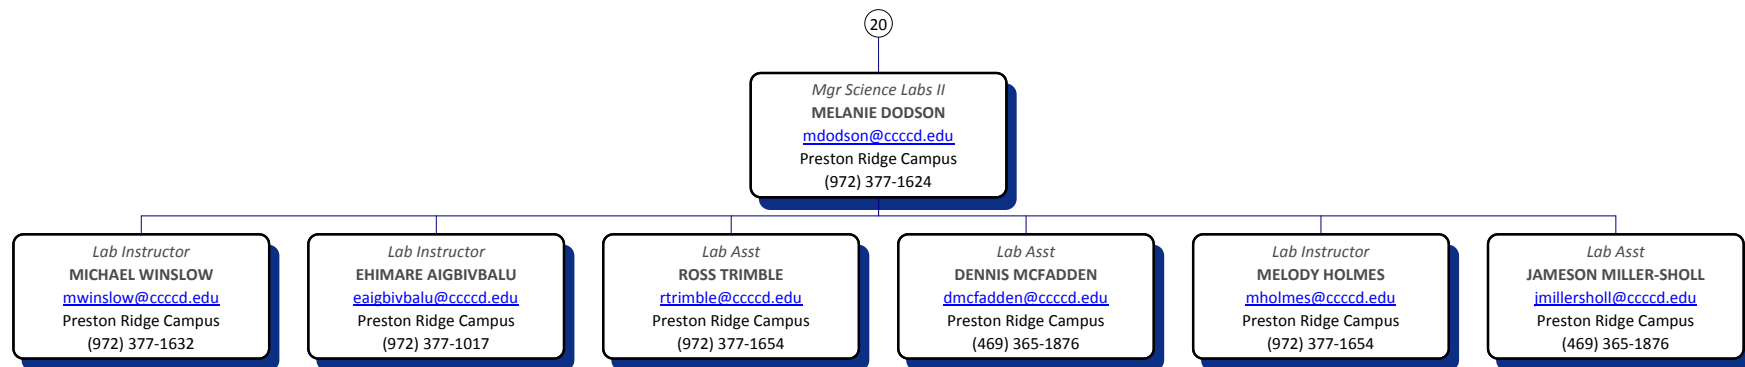 20
Mgr Science Labs II
MELANIE DODSON
mdodson@ccccd.edu
Preston Ridge Campus
(972) 377-1624
Lab Instructor
MICHAEL WINSLOW
mwinslow@ccccd.edu
Preston Ridge Campus
(972) 377-1632
Lab Instructor
EHIMARE AIGBIVBALU
eaigbivbalu@ccccd.edu
Preston Ridge Campus
(972) 377-1017
Lab Asst
ROSS TRIMBLE
rtrimble@ccccd.edu
Preston Ridge Campus
(972) 377-1654
Lab Asst
DENNIS MCFADDEN
dmcfadden@ccccd.edu
Preston Ridge Campus
(469) 365-1876
Lab Instructor
MELODY HOLMES
mholmes@ccccd.edu
Preston Ridge Campus
(972) 377-1654
Lab Asst
JAMESON MILLER-SHOLL
jmillersholl@ccccd.edu
Preston Ridge Campus
(469) 365-1876